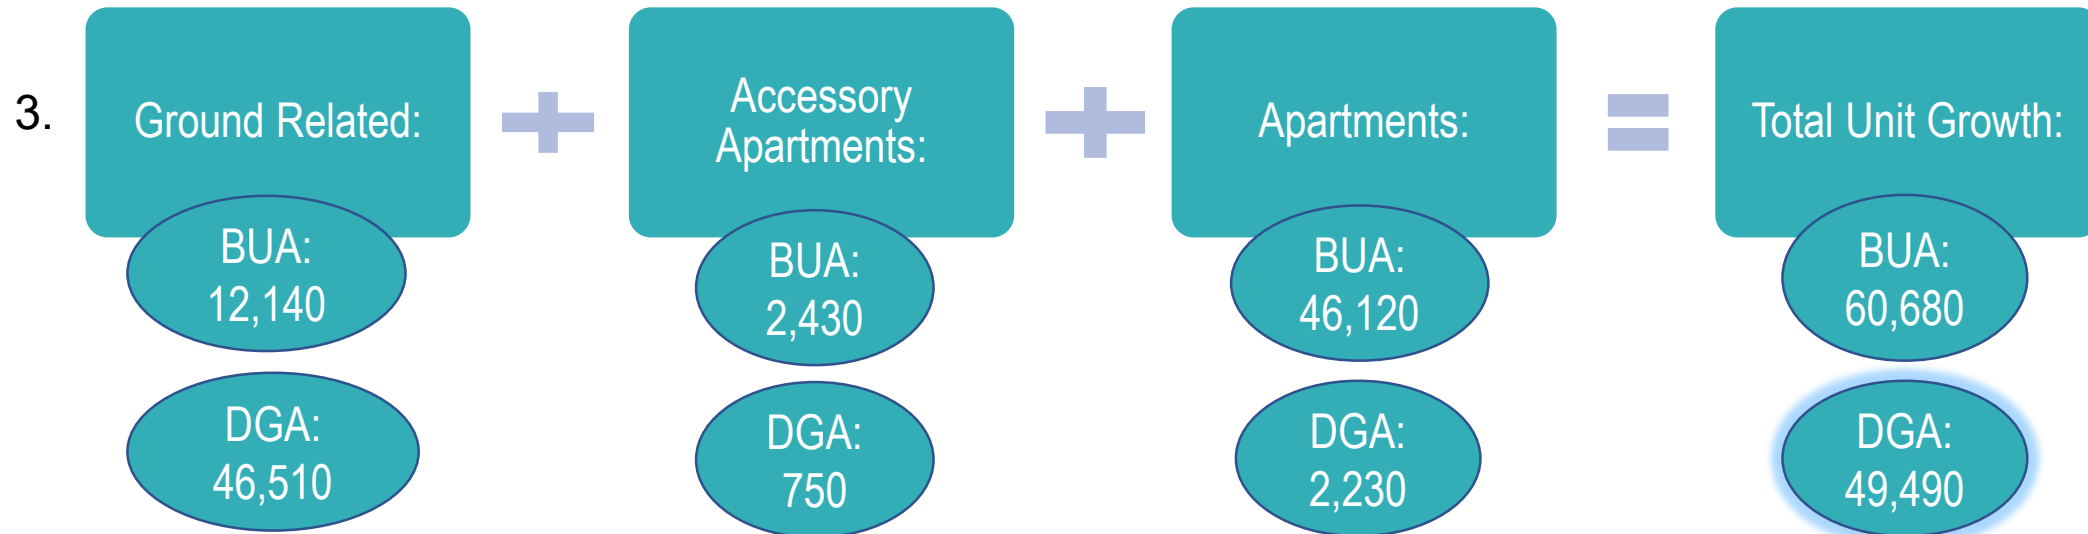 3.
Ground Related:
BUA:
12,140
DGA:
46,510
Accessory
Apartments:
BUA:
2,430
DGA:
750
Apartments:
BUA:
46,120
DGA:
2,230
Total Unit Growth:
BUA:
60,680
DGA:
49,490